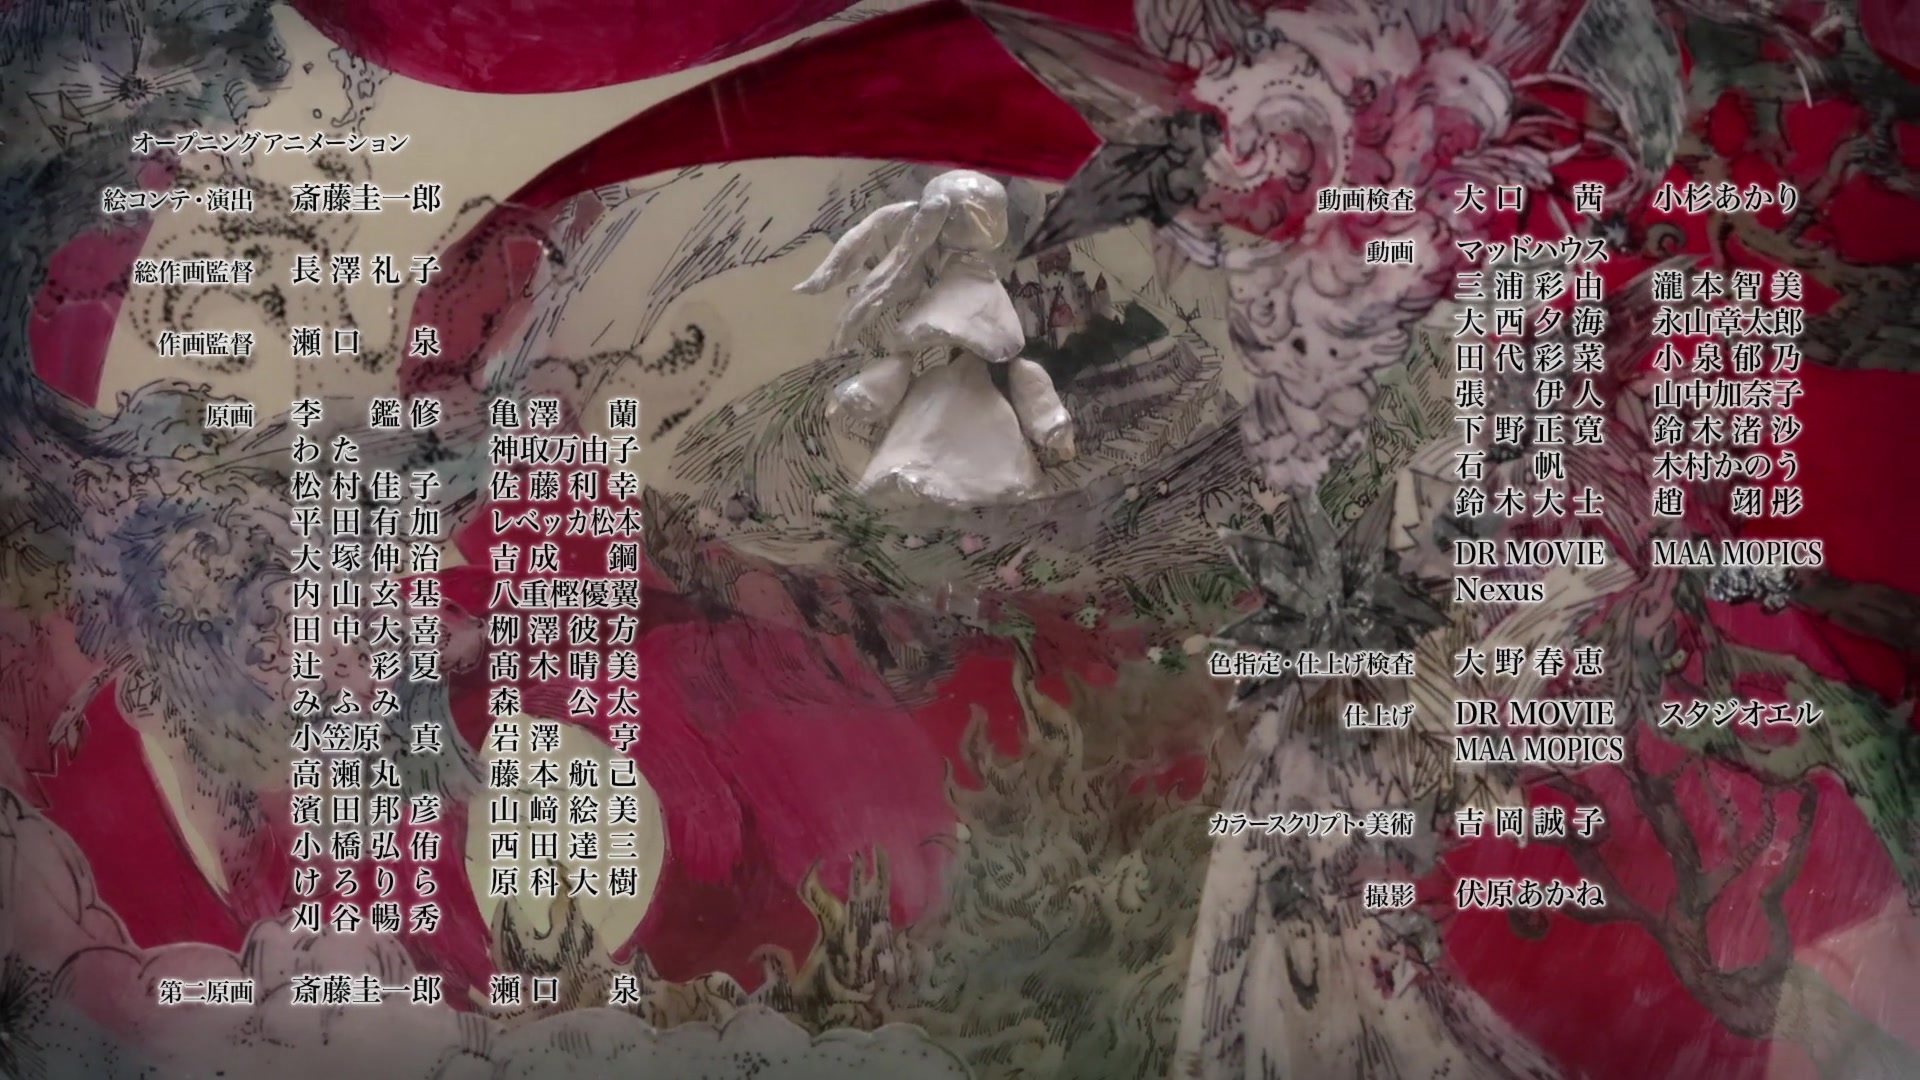 オープニングアニメーション
絵コンテ・演出 斎藤圭一郎
総作画監督 長澤礼子
作画監督 瀬口 泉
原画 李 鑑修 亀澤 蘭
わた 神取万由子
松村佳子 佐藤利幸
平田有加 レベッカ松本
大塚伸治 吉成 鋼
内山玄基 八重樫優翼
田中大喜 柳澤彼方
辻 彩夏 髙木晴美
みふみ 森 公太
小笠原 真 岩澤 亨
高瀬丸 藤本航己
濱田邦彦 山﨑絵美
小橋弘侑 西田達三
けろりら 原科大樹
刈谷暢秀
第二原画 斎藤圭一郎 瀬口 泉
動画検査 大口 茜 小杉あかり
動画 マッドハウス
三浦彩由 瀧本智美
大西夕海 永山章太郎
田代彩菜 小泉郁乃
張 伊人 山中加奈子
下野正寛 鈴木渚沙
石 帆 木村かのう
鈴木大士 趙 翊彤
DR MOVIE MAA MOPICS
Nexus
色指定・仕上げ検査 大野春恵
仕上げ DR MOVIE スタジオエル
MAA MOPICS
カラースクリプト・美術 吉岡誠子
撮影 伏原あかね